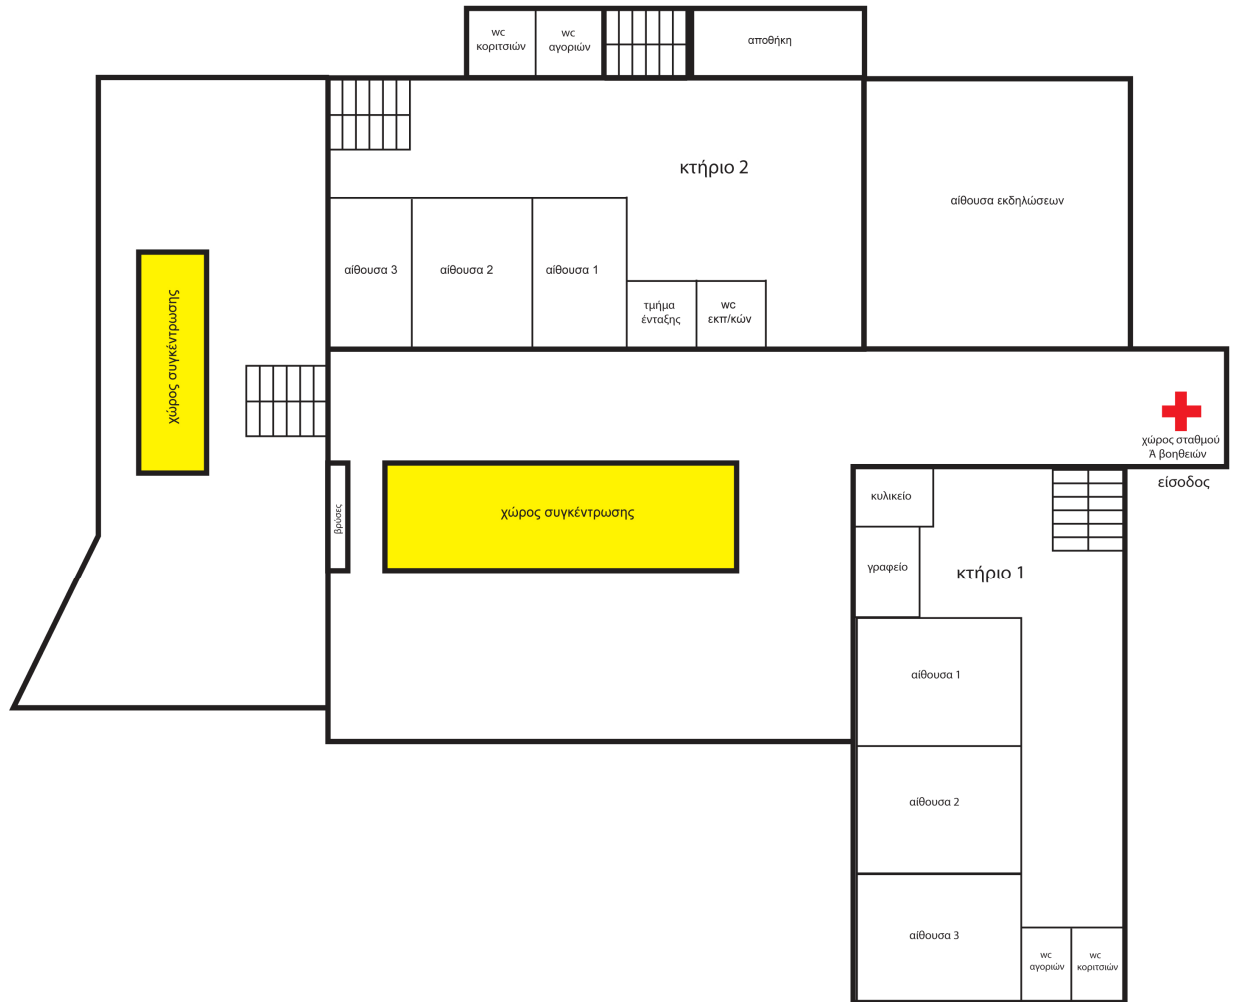 wc
κοριτσιών
wc
αγοριών
αποθήκη
κτήριο 2
αίθουσα εκδηλώσεων
αίθουσα 3
αίθουσα 2
αίθουσα 1
τμήμα
ένταξης
wc
εκπ/κών
χώρος συγκέντρωσης
χώρος σταθμού
Ά βοηθειών
είσοδος
βρύσες
χώρος συγκέντρωσης
κυλικείο
γραφείο
κτήριο 1
αίθουσα 1
αίθουσα 2
αίθουσα 3
wc
αγοριών
wc
κοριτσιών